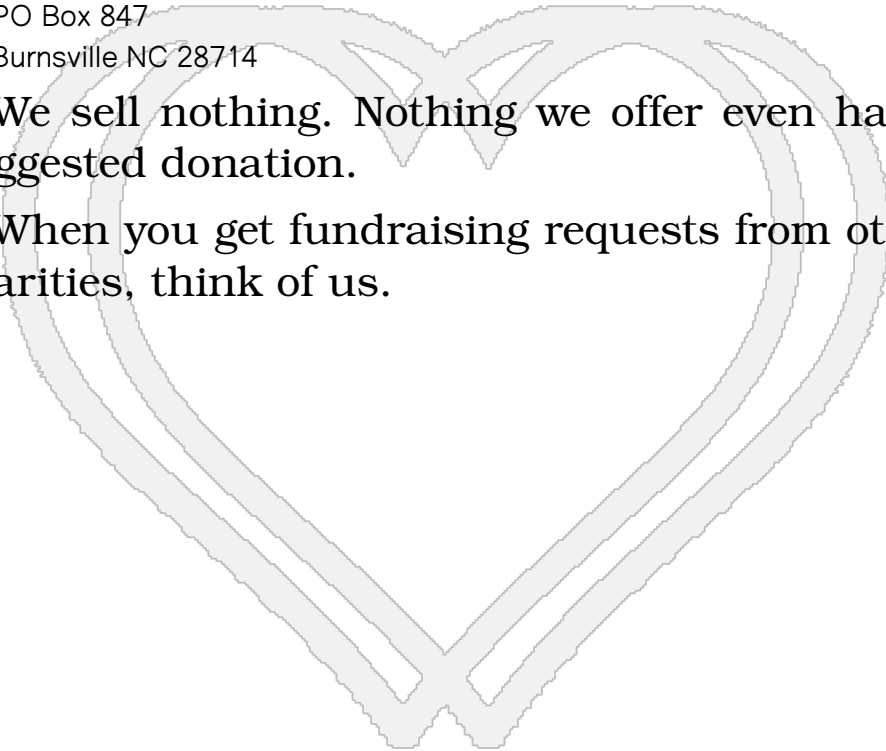 PO Box 847
Burnsville NC 28714
We sell nothing. Nothing we offer even ha
ggested donation.
When you get fundraising requests from ot
arities, think of us.